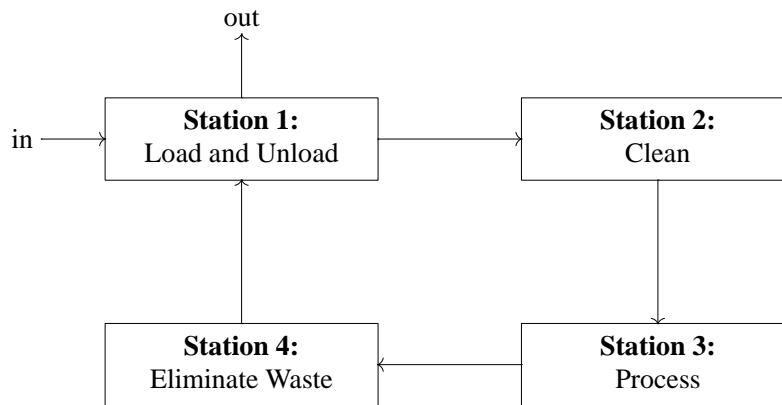 out
in
Station 1:
Load and Unload
Station 2:
Clean
Station 4:
Eliminate Waste
Station 3:
Process